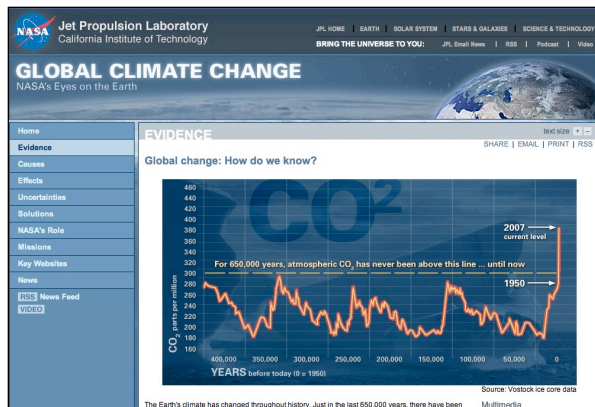 NASA
Jet Propulsion Laboratory
California Institute of Technology
JPL HOME | EARTH | SOLAR SYSTEM | STARS & GALAXIES | SCIENCE & TECHNOLOGY
BRING THE UNIVERSE TO YOU: JPL Email News | RSS | Podcast | Video
GLOBAL CLIMATE CHANGE
NASA's Eyes on the Earth
Home
Evidence
Causes
Effects
Uncertainties
Solutions
NASA's Role
Missions
Key Websites
News
RSS News Feed
VIDEO
EVIDENCE
text size + −
SHARE | EMAIL | PRINT | RSS
Global change: How do we know?
CO2
460
440
420
400
380
360
340
320
300
280
260
240
220
200
180
160
CO2 parts per million
2007
current level
For 650,000 years, atmospheric CO2 has never been above this line ... until now
1950
400,000 350,000 300,000 250,000 200,000 150,000 100,000 50,000 0
YEARS before today (0 = 1950)
Source: Vostock ice core data
The Earth's climate has changed throughout history. Just in the last 650,000 years, there have been
Multimedia